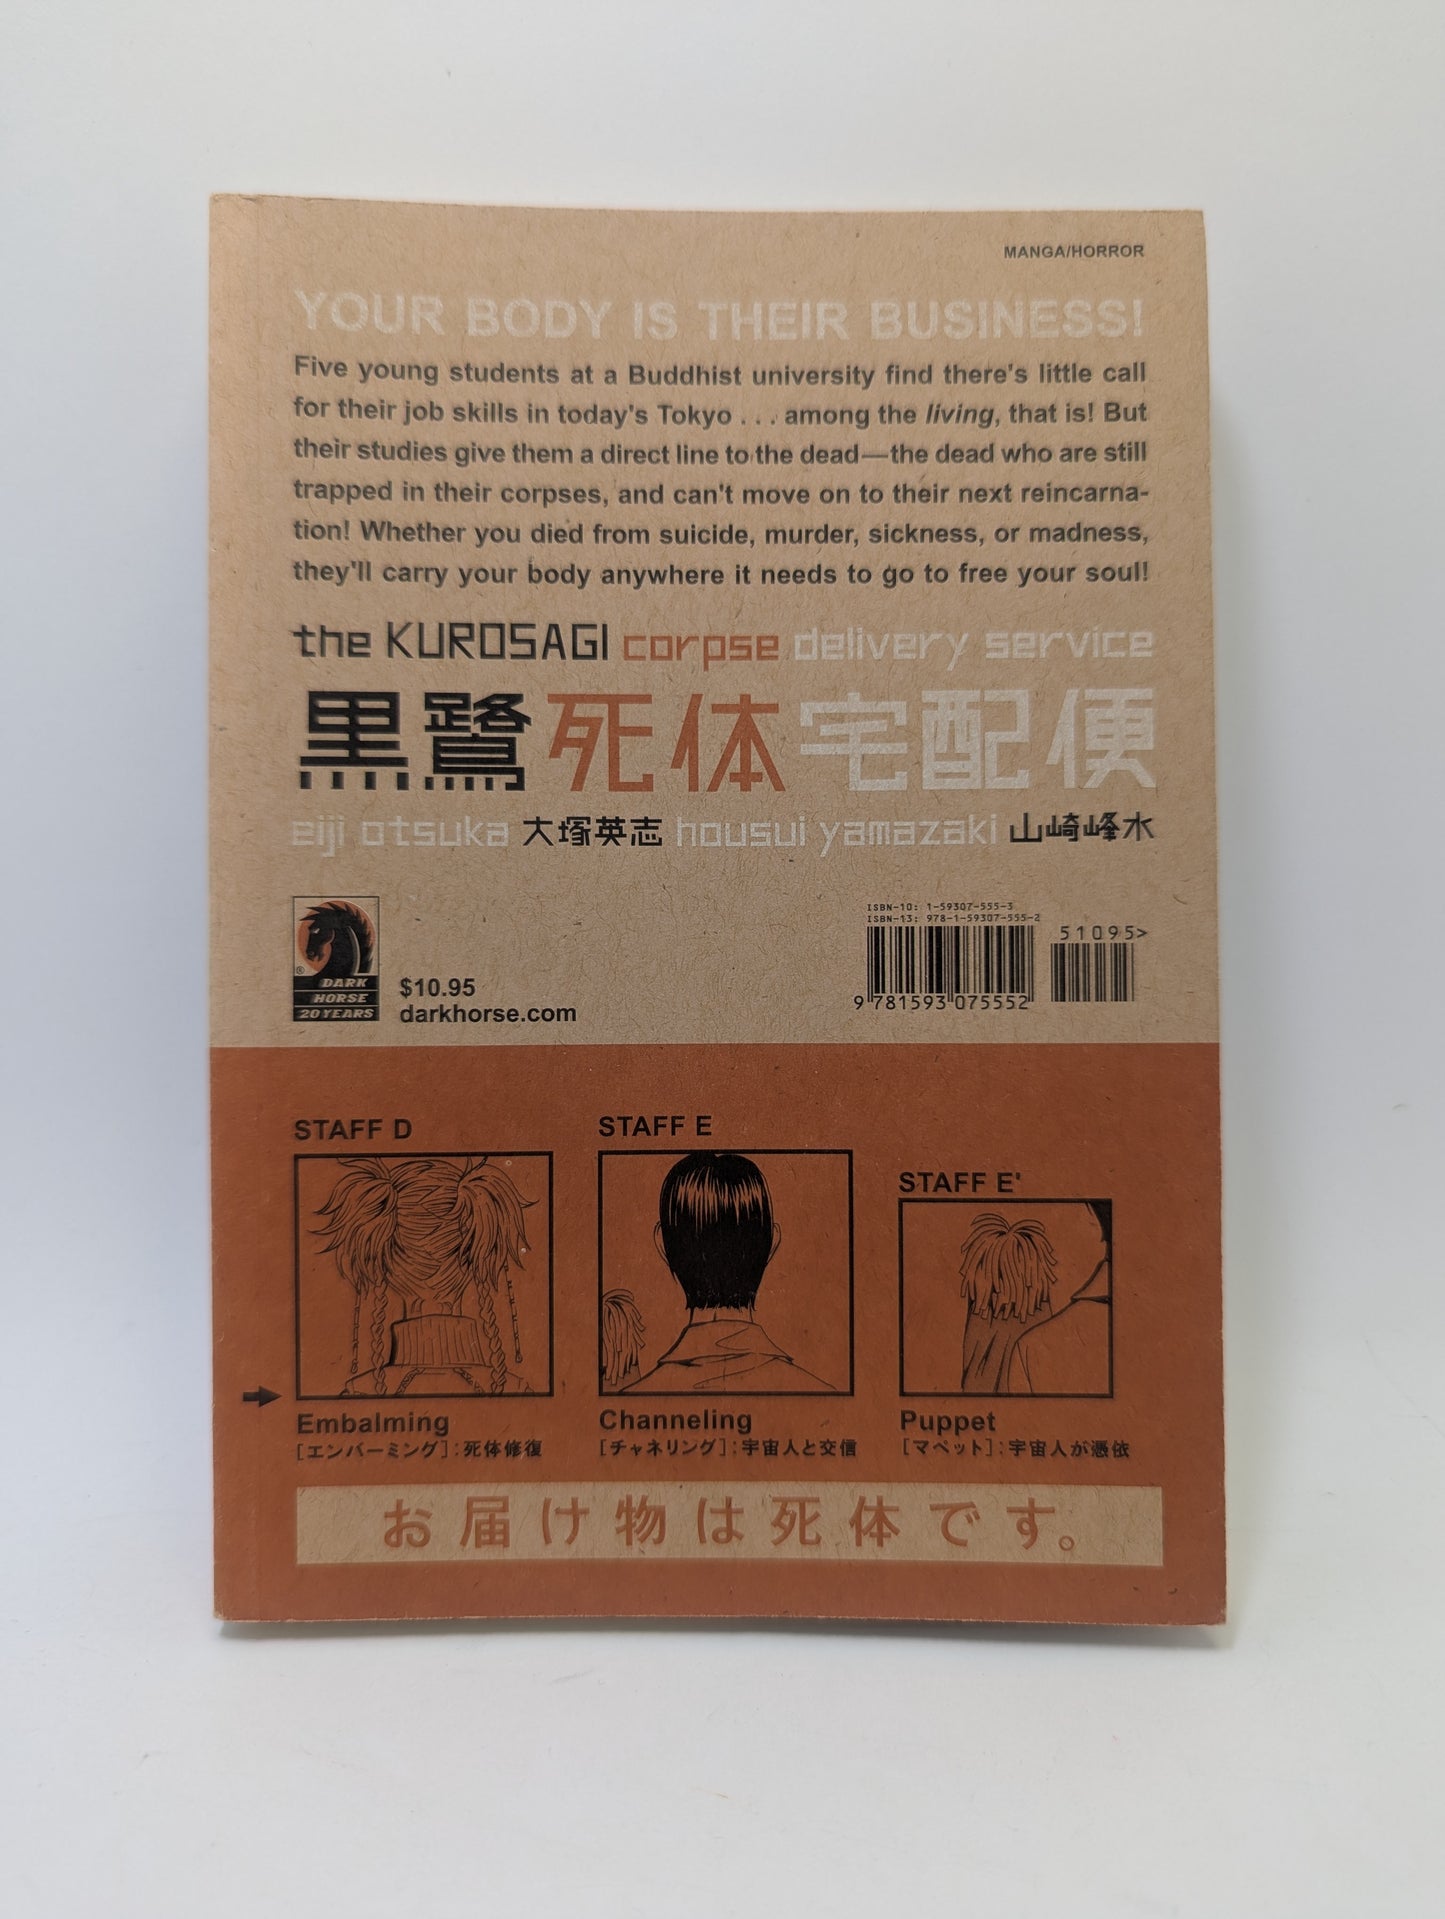 MANGA/HORROR
YOUR BODY IS THEIR BUSINESS!
Five young students at a Buddhist university find there's little call
for their job skills in today's Tokyo . . . among the living, that is! But
their studies give them a direct line to the dead—the dead who are still
trapped in their corpses, and can't move on to their next reincarna-
tion! Whether you died from suicide, murder, sickness, or madness,
they'll carry your body anywhere it needs to go to free your soul!
the KUROSAGI corpse delivery service
黒鷺死体宅配便
eiji otsuka 大塚英志 housui yamazaki 山崎峰水
ISBN-10: 1-59307-555-3
ISBN-13: 978-1-59307-555-2
51095>
9 781593 075552
®
DARK
HORSE
20 YEARS
$10.95
darkhorse.com
STAFF D
STAFF E
STAFF E'
Embalming
[エンバーミング]:死体修復
Channeling
[チャネリング]:宇宙人と交信
Puppet
[マペット]:宇宙人が憑依
お届け物は死体です。